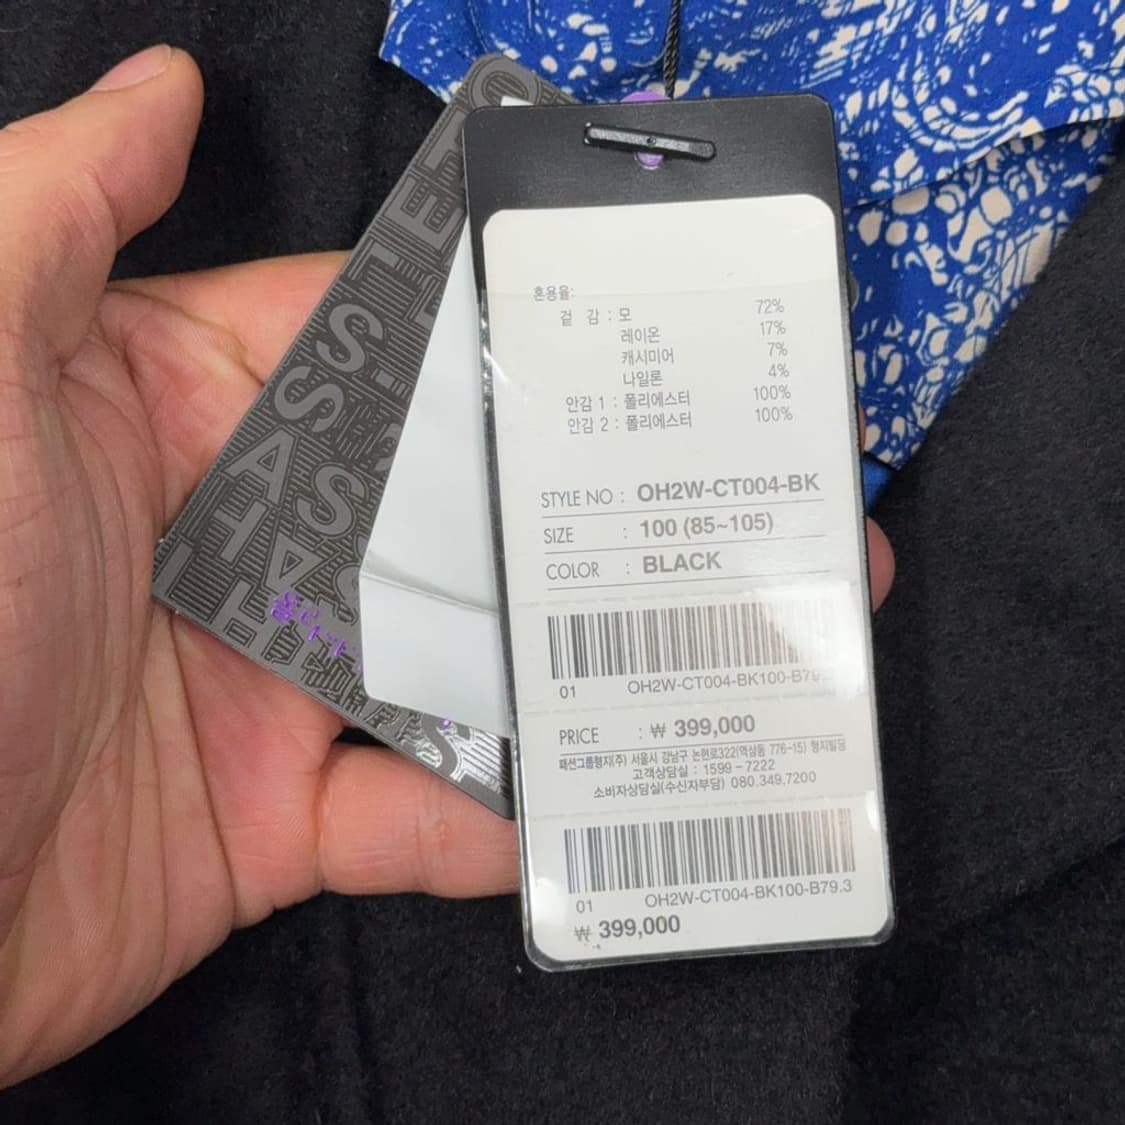 혼용율:
겉 감 : 모 72%
레이온 17%
캐시미어 7%
나일론 4%
안감 1 : 폴리에스터 100%
안감 2 : 폴리에스터 100%
STYLE NO : OH2W-CT004-BK
SIZE : 100 (85~105)
COLOR : BLACK
01 OH2W-CT004-BK100-B79.
PRICE : ₩ 399,000
패션그룹형지(주) 서울시 강남구 논현로322(역삼동 776-15) 형지빌딩
고객상담실 : 1599-7222
소비자상담실(수신자부담) 080.349.7200
01 OH2W-CT004-BK100-B79.3
₩ 399,000